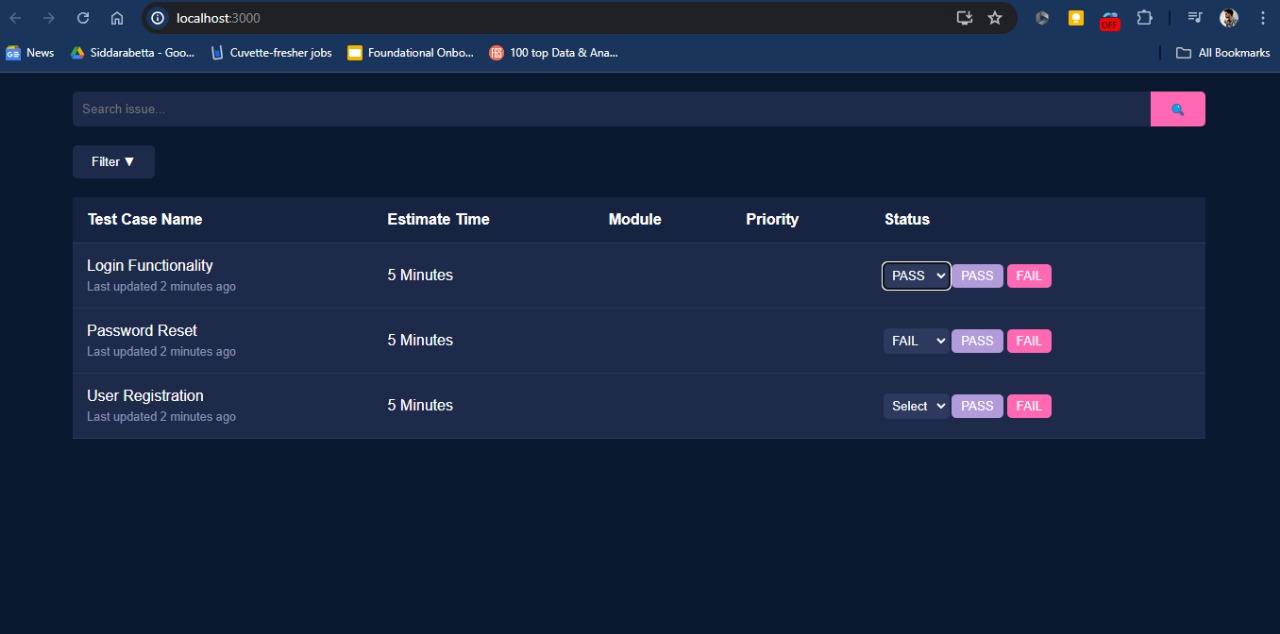 localhost:3000
OFF
News Siddarabetta - Goo... Cuvette-fresher jobs Foundational Onbo... FGS 100 top Data & Ana... All Bookmarks
Search issue...
Filter ▼
Test Case Name Estimate Time Module Priority Status
Login Functionality
Last updated 2 minutes ago
5 Minutes PASS PASS FAIL
Password Reset
Last updated 2 minutes ago
5 Minutes FAIL PASS FAIL
User Registration
Last updated 2 minutes ago
5 Minutes Select PASS FAIL